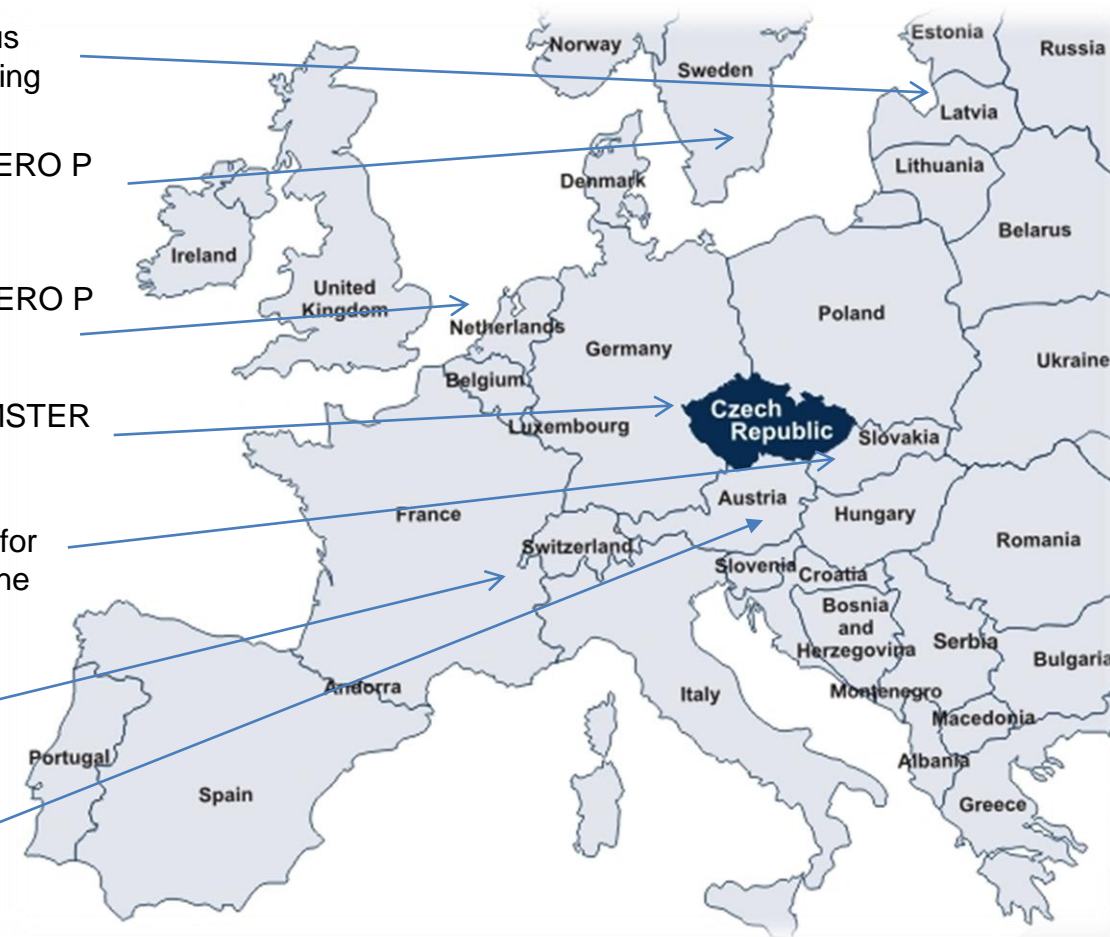 us
ing
ERO P
ERO P
ISTER
for
ne
Norway
Sweden
Estonia
Russia
Latvia
Lithuania
Denmark
Belarus
Ireland
United
Kingdom
Netherlands
Poland
Germany
Ukraine
Belgium
Czech
Republic
Luxembourg
Slovakia
Austria
France
Hungary
Switzerland
Romania
Slovenia
Croatia
Bosnia
and
Herzegovina
Serbia
Bulgaria
Andorra
Italy
Montenegro
Macedonia
Portugal
Albania
Spain
Greece